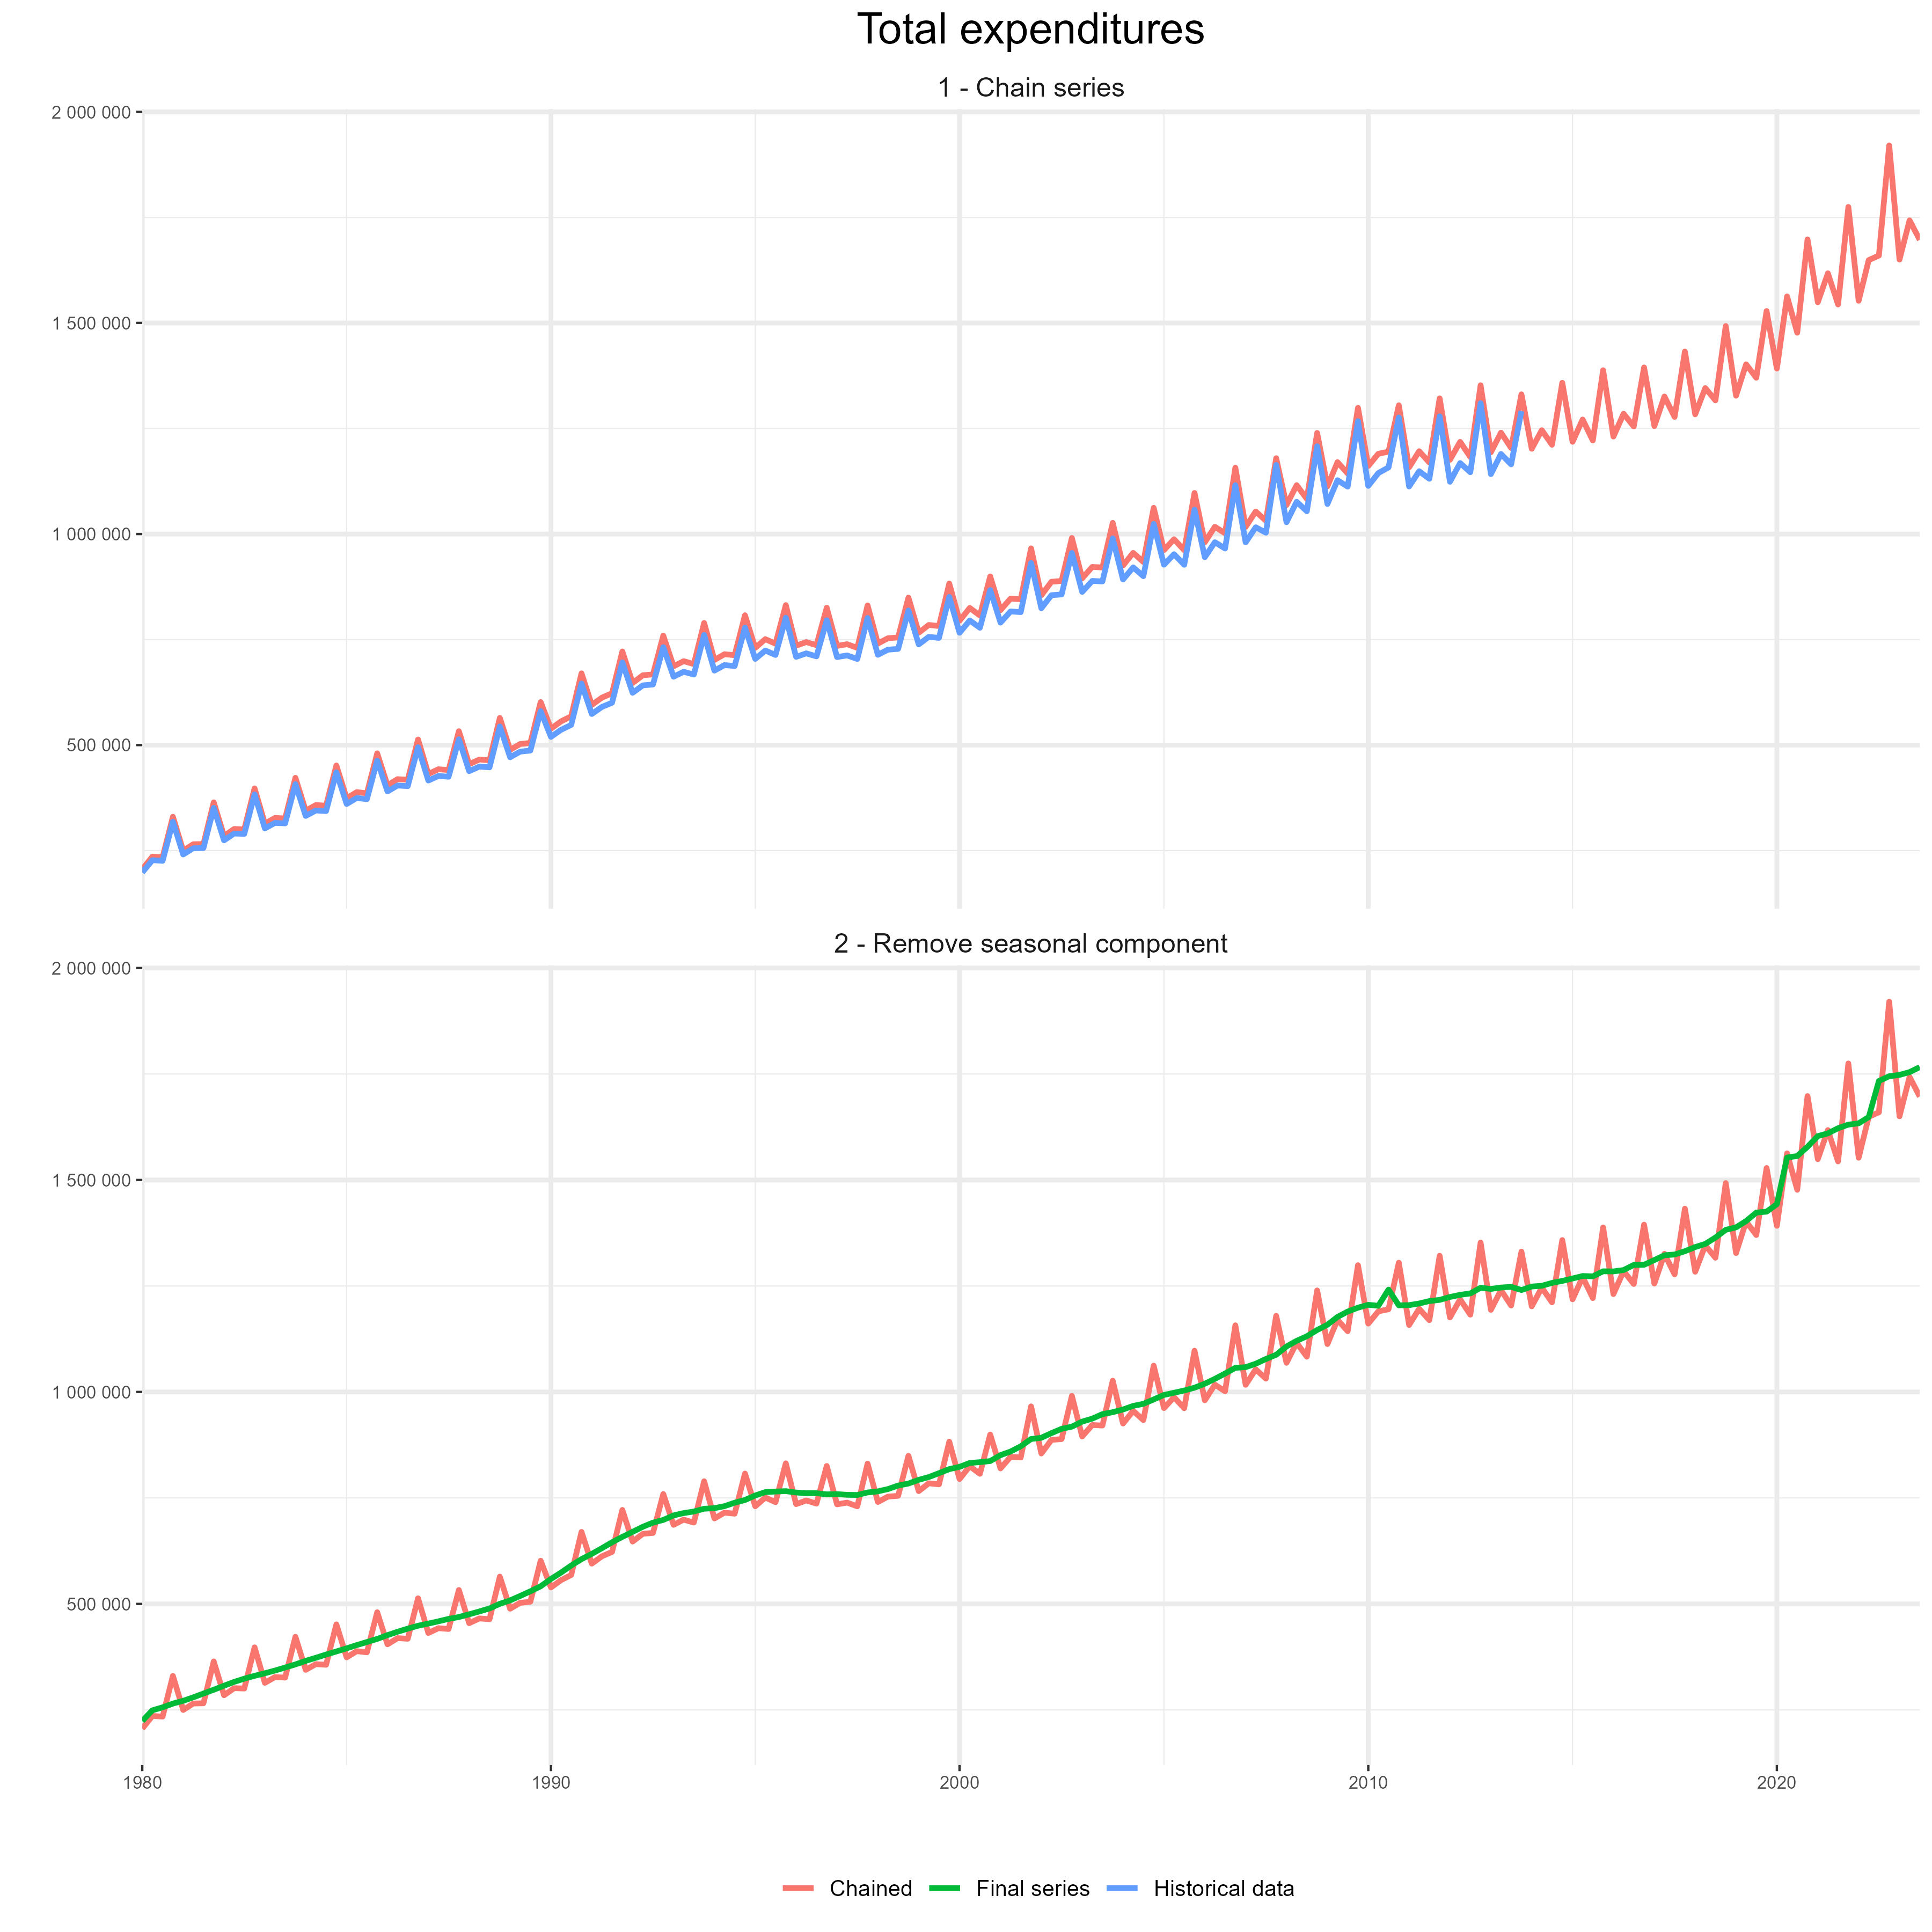 Total expenditures
1 - Chain series
2 000 000
1 500 000
1 000 000
500 000
2 - Remove seasonal component
2 000 000
1 500 000
1 000 000
500 000
1980 1990 2000 2010 2020
Chained Final series Historical data